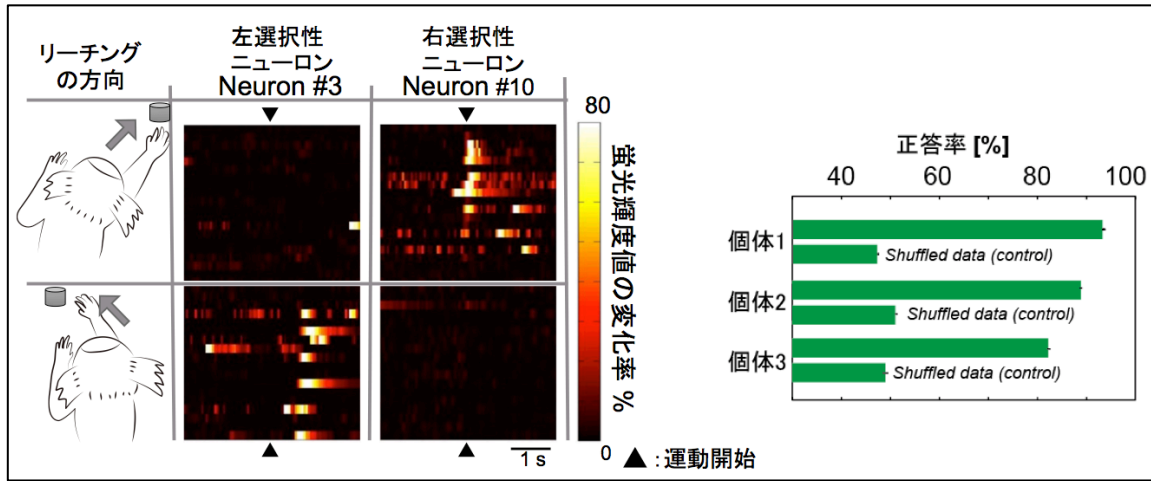 リーチング
の方向
左選択性
ニューロン
Neuron #3
右選択性
ニューロン
Neuron #10
80
蛍光輝度値の変化率 %
0
1 s
▲:運動開始
正答率 [%]
40 60 80 100
個体1
Shuffled data (control)
個体2
Shuffled data (control)
個体3
Shuffled data (control)